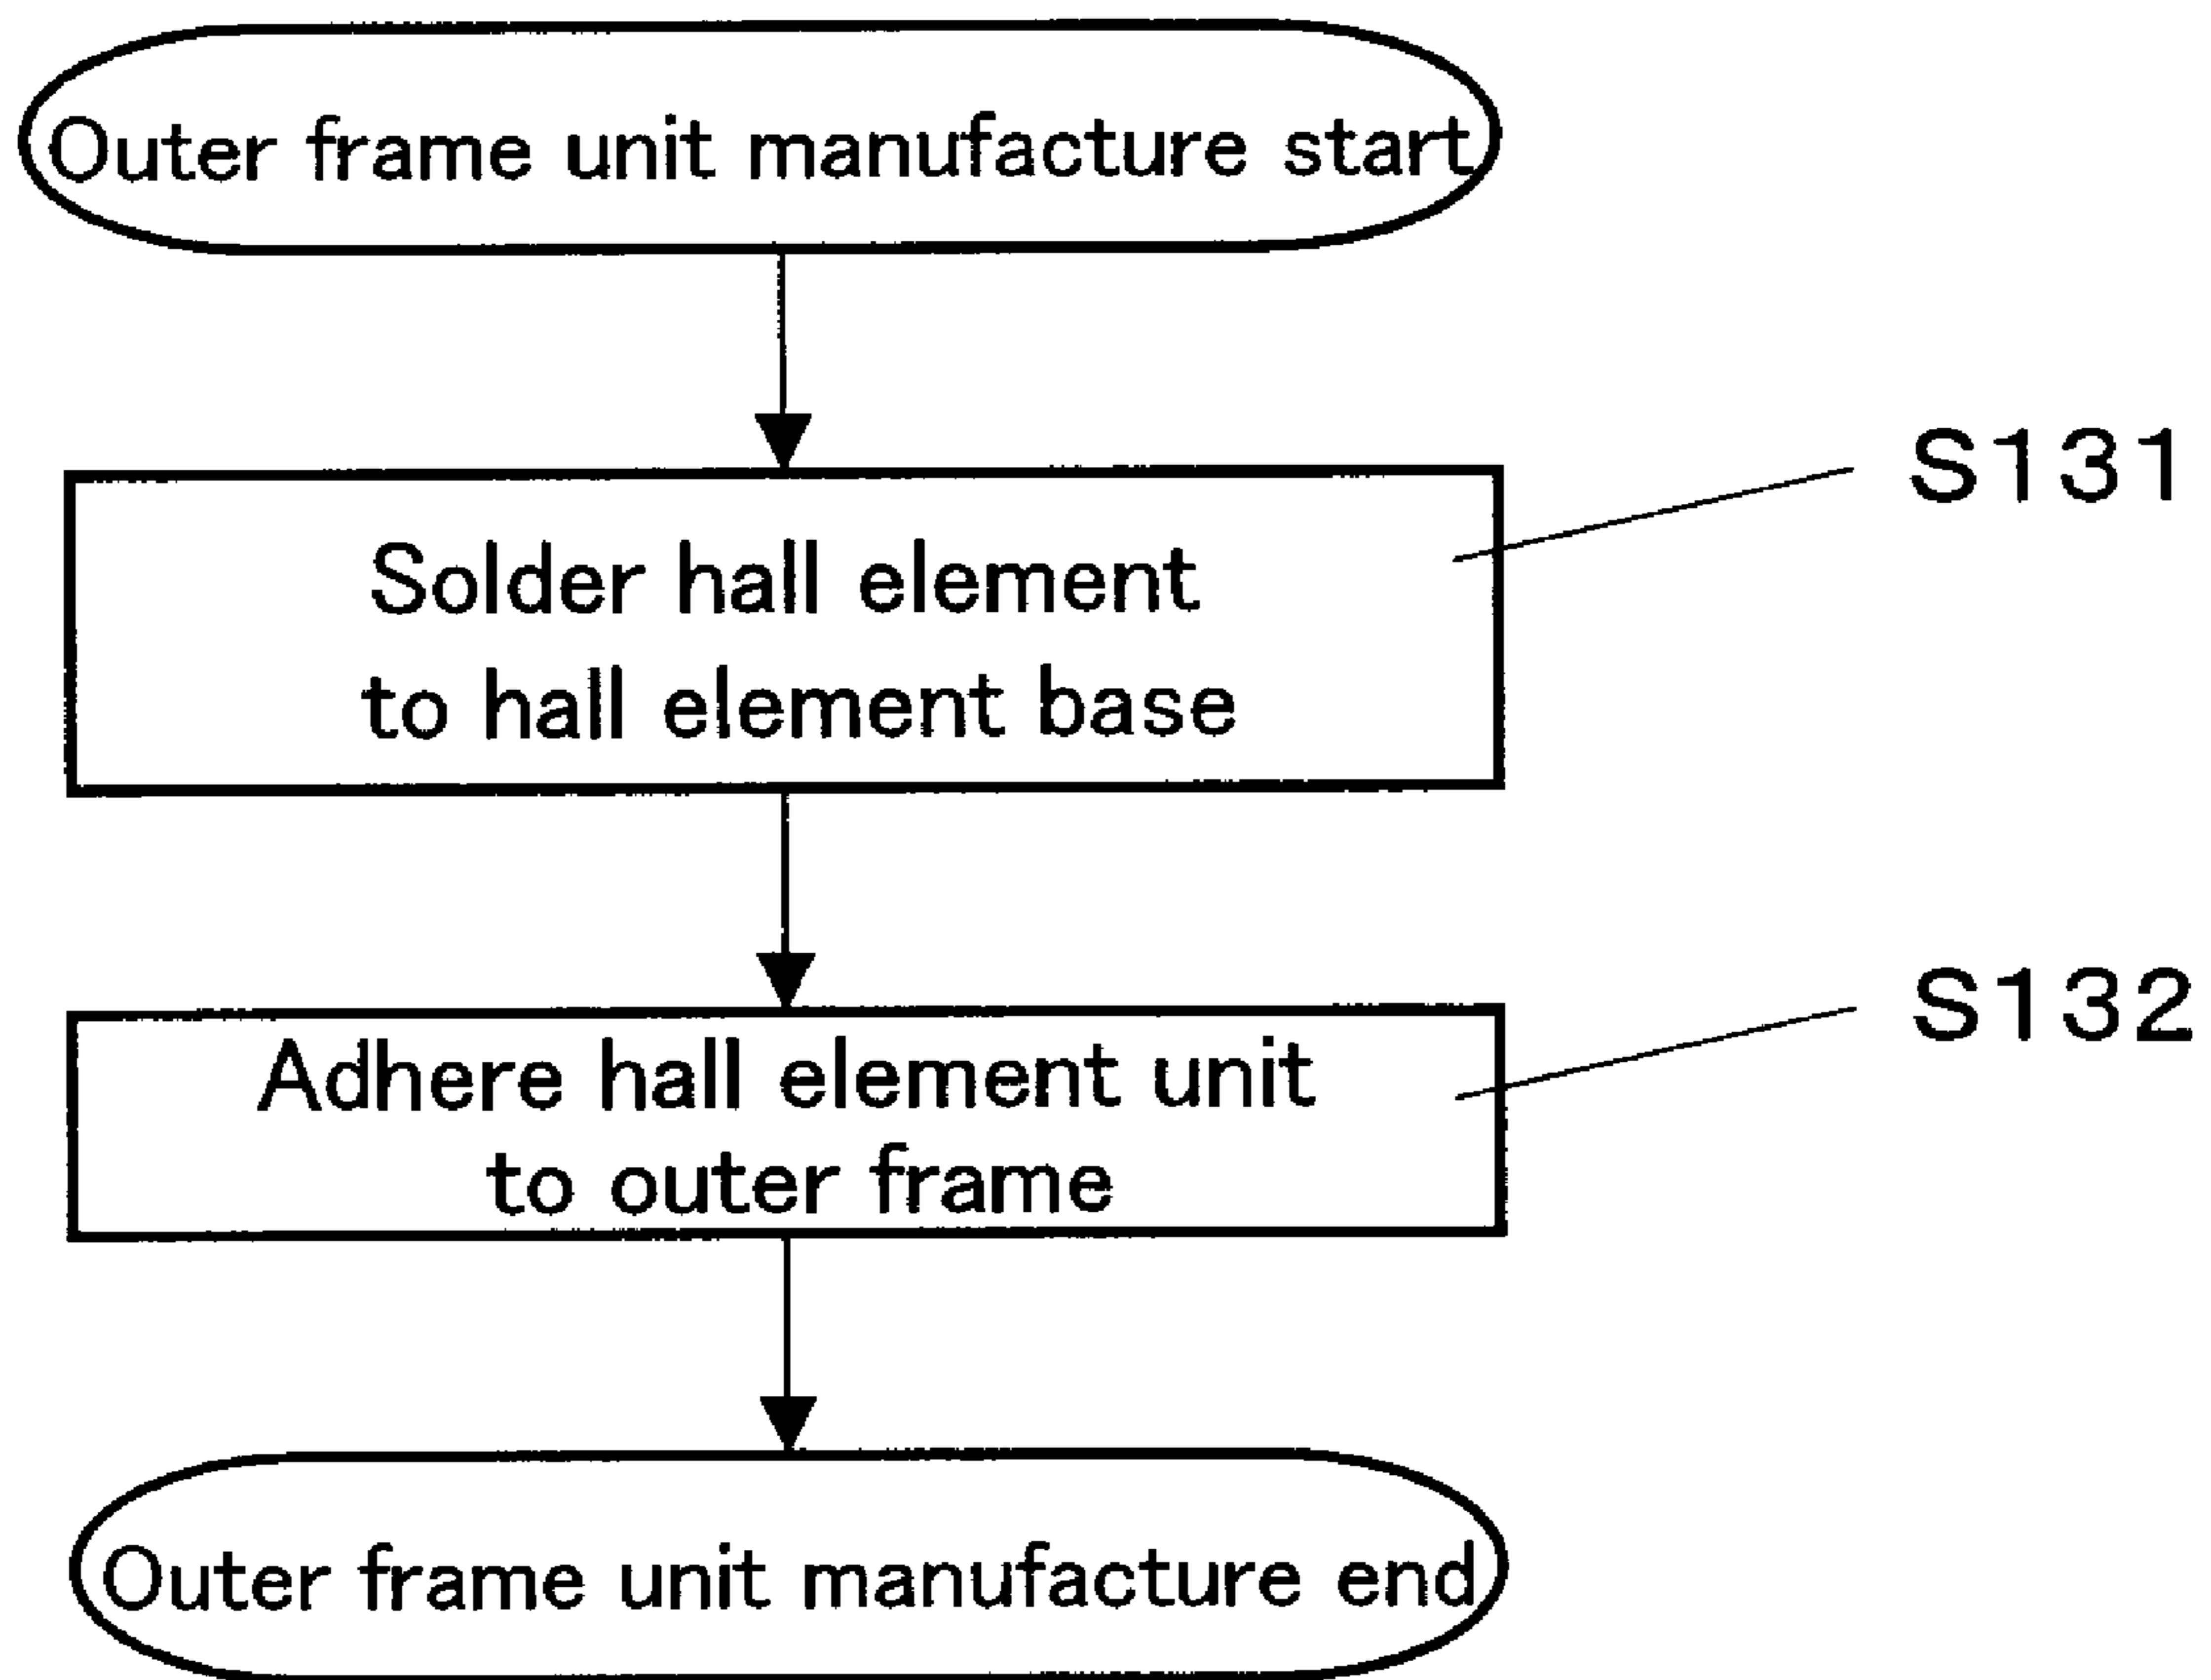 Outer frame unit manufacture start
S131
Solder hall element
to hall element base
S132
Adhere hall element unit
to outer frame
Outer frame unit manufacture end